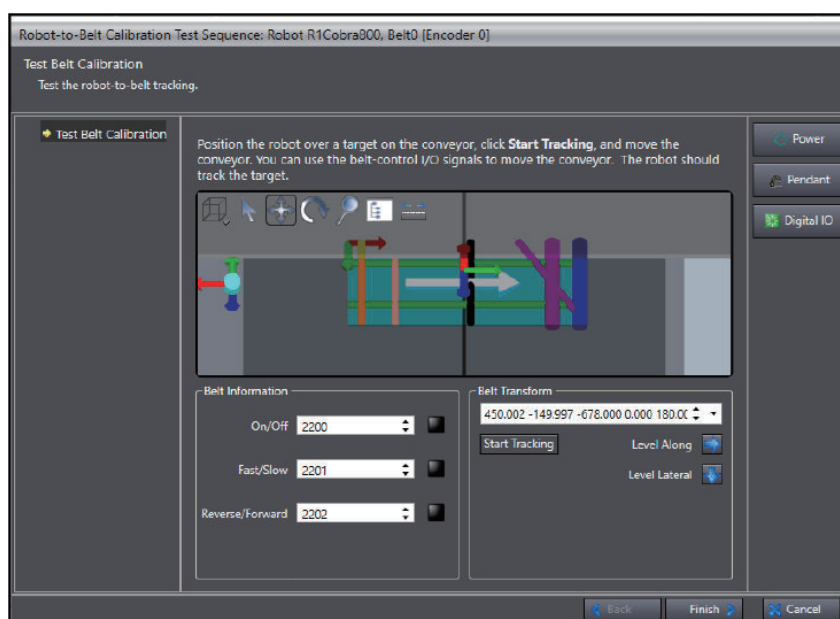 Robot-to-Belt Calibration Test Sequence: Robot R1Cobra800, Belt0 [Encoder 0]
Test Belt Calibration
Test the robot-to-belt tracking.
Test Belt Calibration
Position the robot over a target on the conveyor, click Start Tracking, and move the
conveyor. You can use the belt-control I/O signals to move the conveyor. The robot should
track the target.
Power
Pendant
Digital IO
Belt Information
On/Off 2200
Fast/Slow 2201
Reverse/Forward 2202
Belt Transform
450.002 -149.997 -678.000 0.000 180.00
Start Tracking
Level Along
Level Lateral
Back
Finish
Cancel